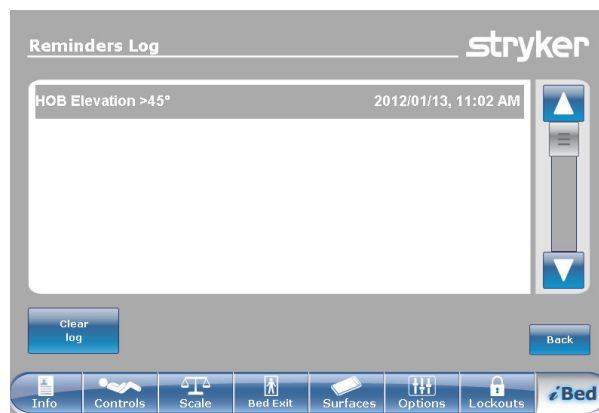 Reminders Log
stryker
HOB Elevation >45° 2012/01/13, 11:02 AM
Clear
log
Back
Info Controls Scale Bed Exit Surfaces Options Lockouts iBed